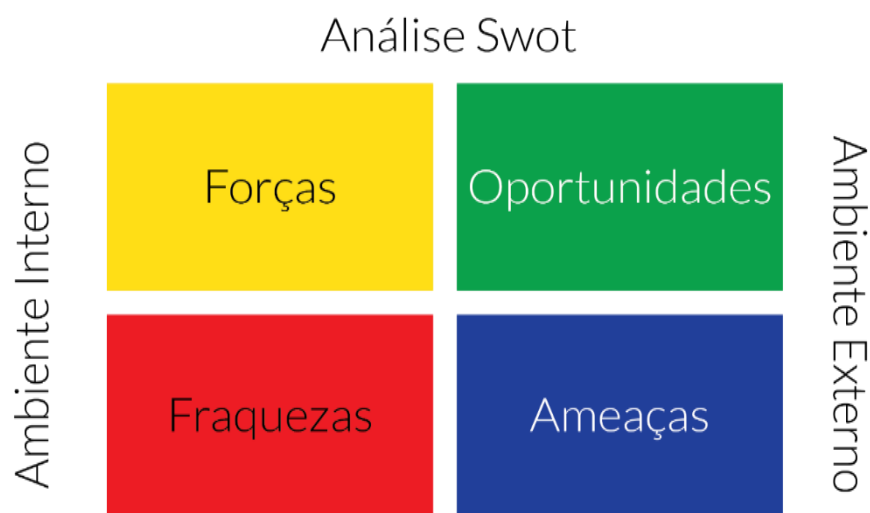 Análise Swot
Ambiente Interno
Forças
Oportunidades
Fraquezas
Ameaças
Ambiente Externo